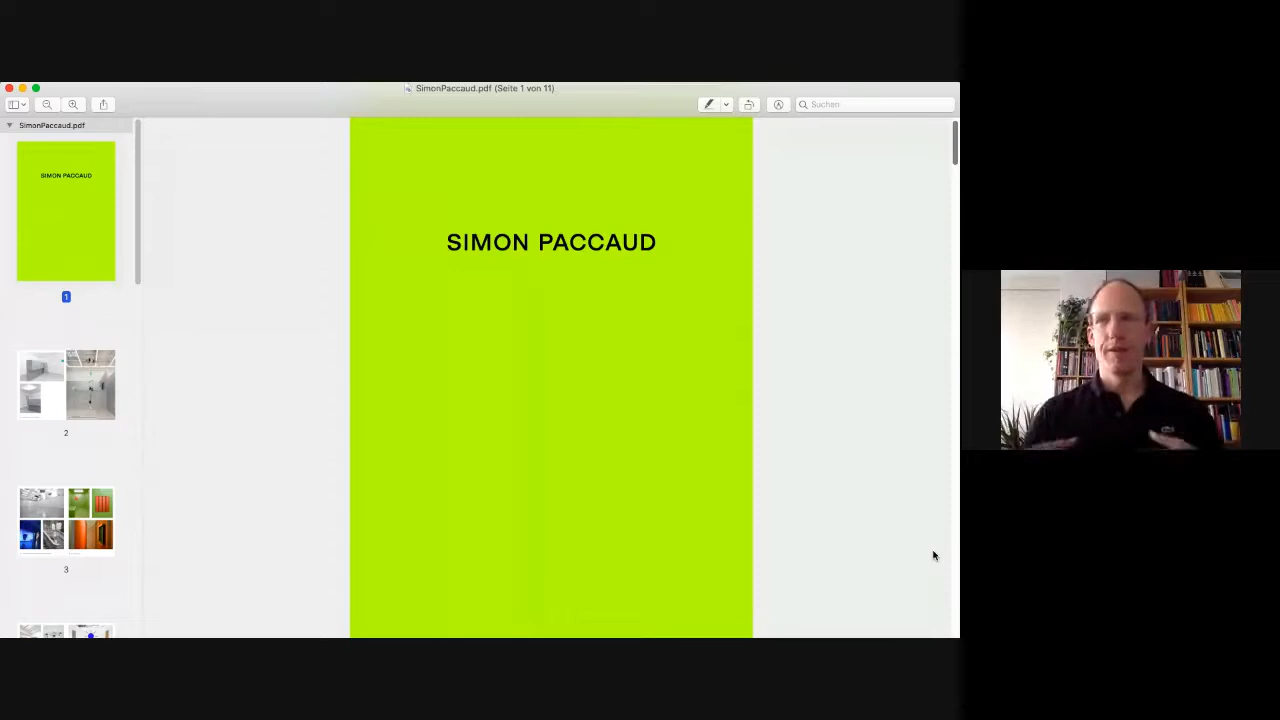 SimonPaccaud.pdf (Seite 1 von 11)
Suchen
SimonPaccaud.pdf
SIMON PACCAUD
1
2
3
SIMON PACCAUD